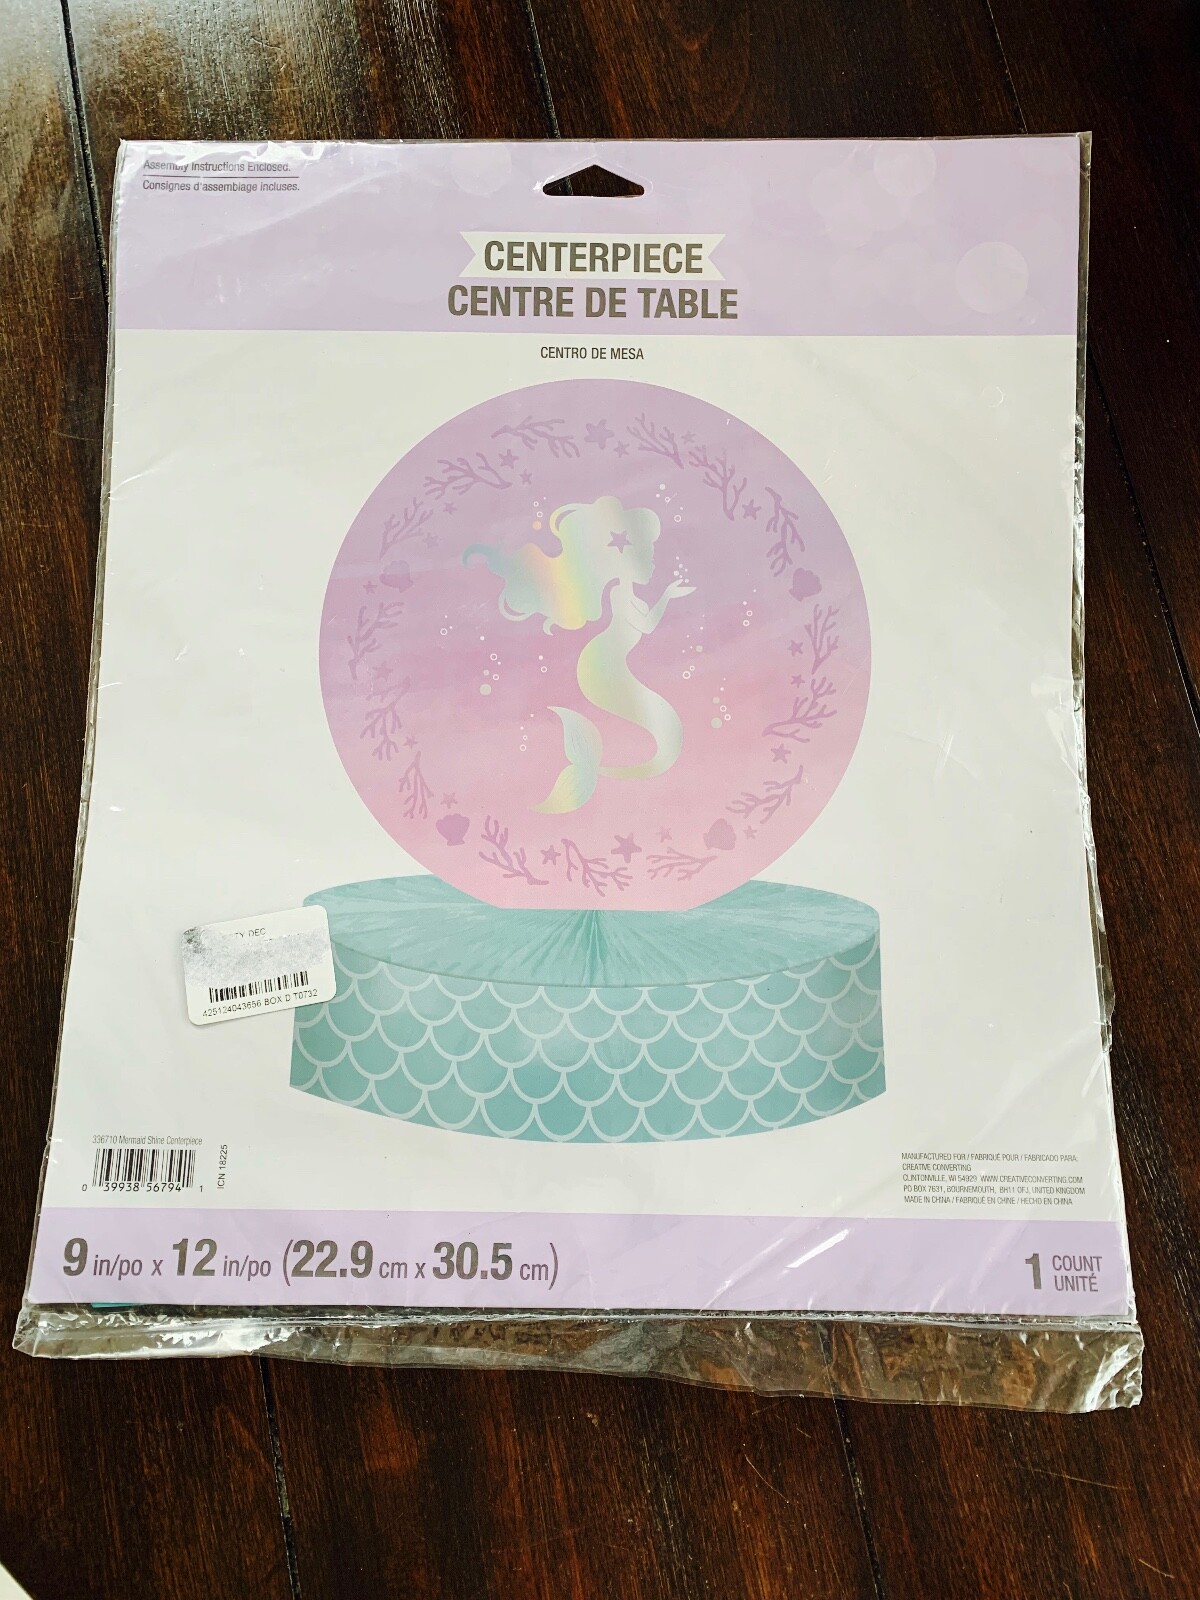 Assembly Instructions Enclosed.
Consignes d'assemblage incluses.
CENTERPIECE
CENTRE DE TABLE
CENTRO DE MESA
TY DEC
425124043656 BOX D T0732
336710 Mermaid Shine Centerpiece
0 39938 56794 1
ICN 18225
MANUFACTURED FOR / FABRIQUÉ POUR / FABRICADO PARA:
CREATIVE CONVERTING
CLINTONVILLE, WI 54929 WWW.CREATIVECONVERTING.COM
PO BOX 7631, BOURNEMOUTH, BH11 0FJ, UNITED KINGDOM
MADE IN CHINA / FABRIQUÉ EN CHINE / HECHO EN CHINA
9 in/po x 12 in/po (22.9 cm x 30.5 cm)
1 COUNT
UNITÉ